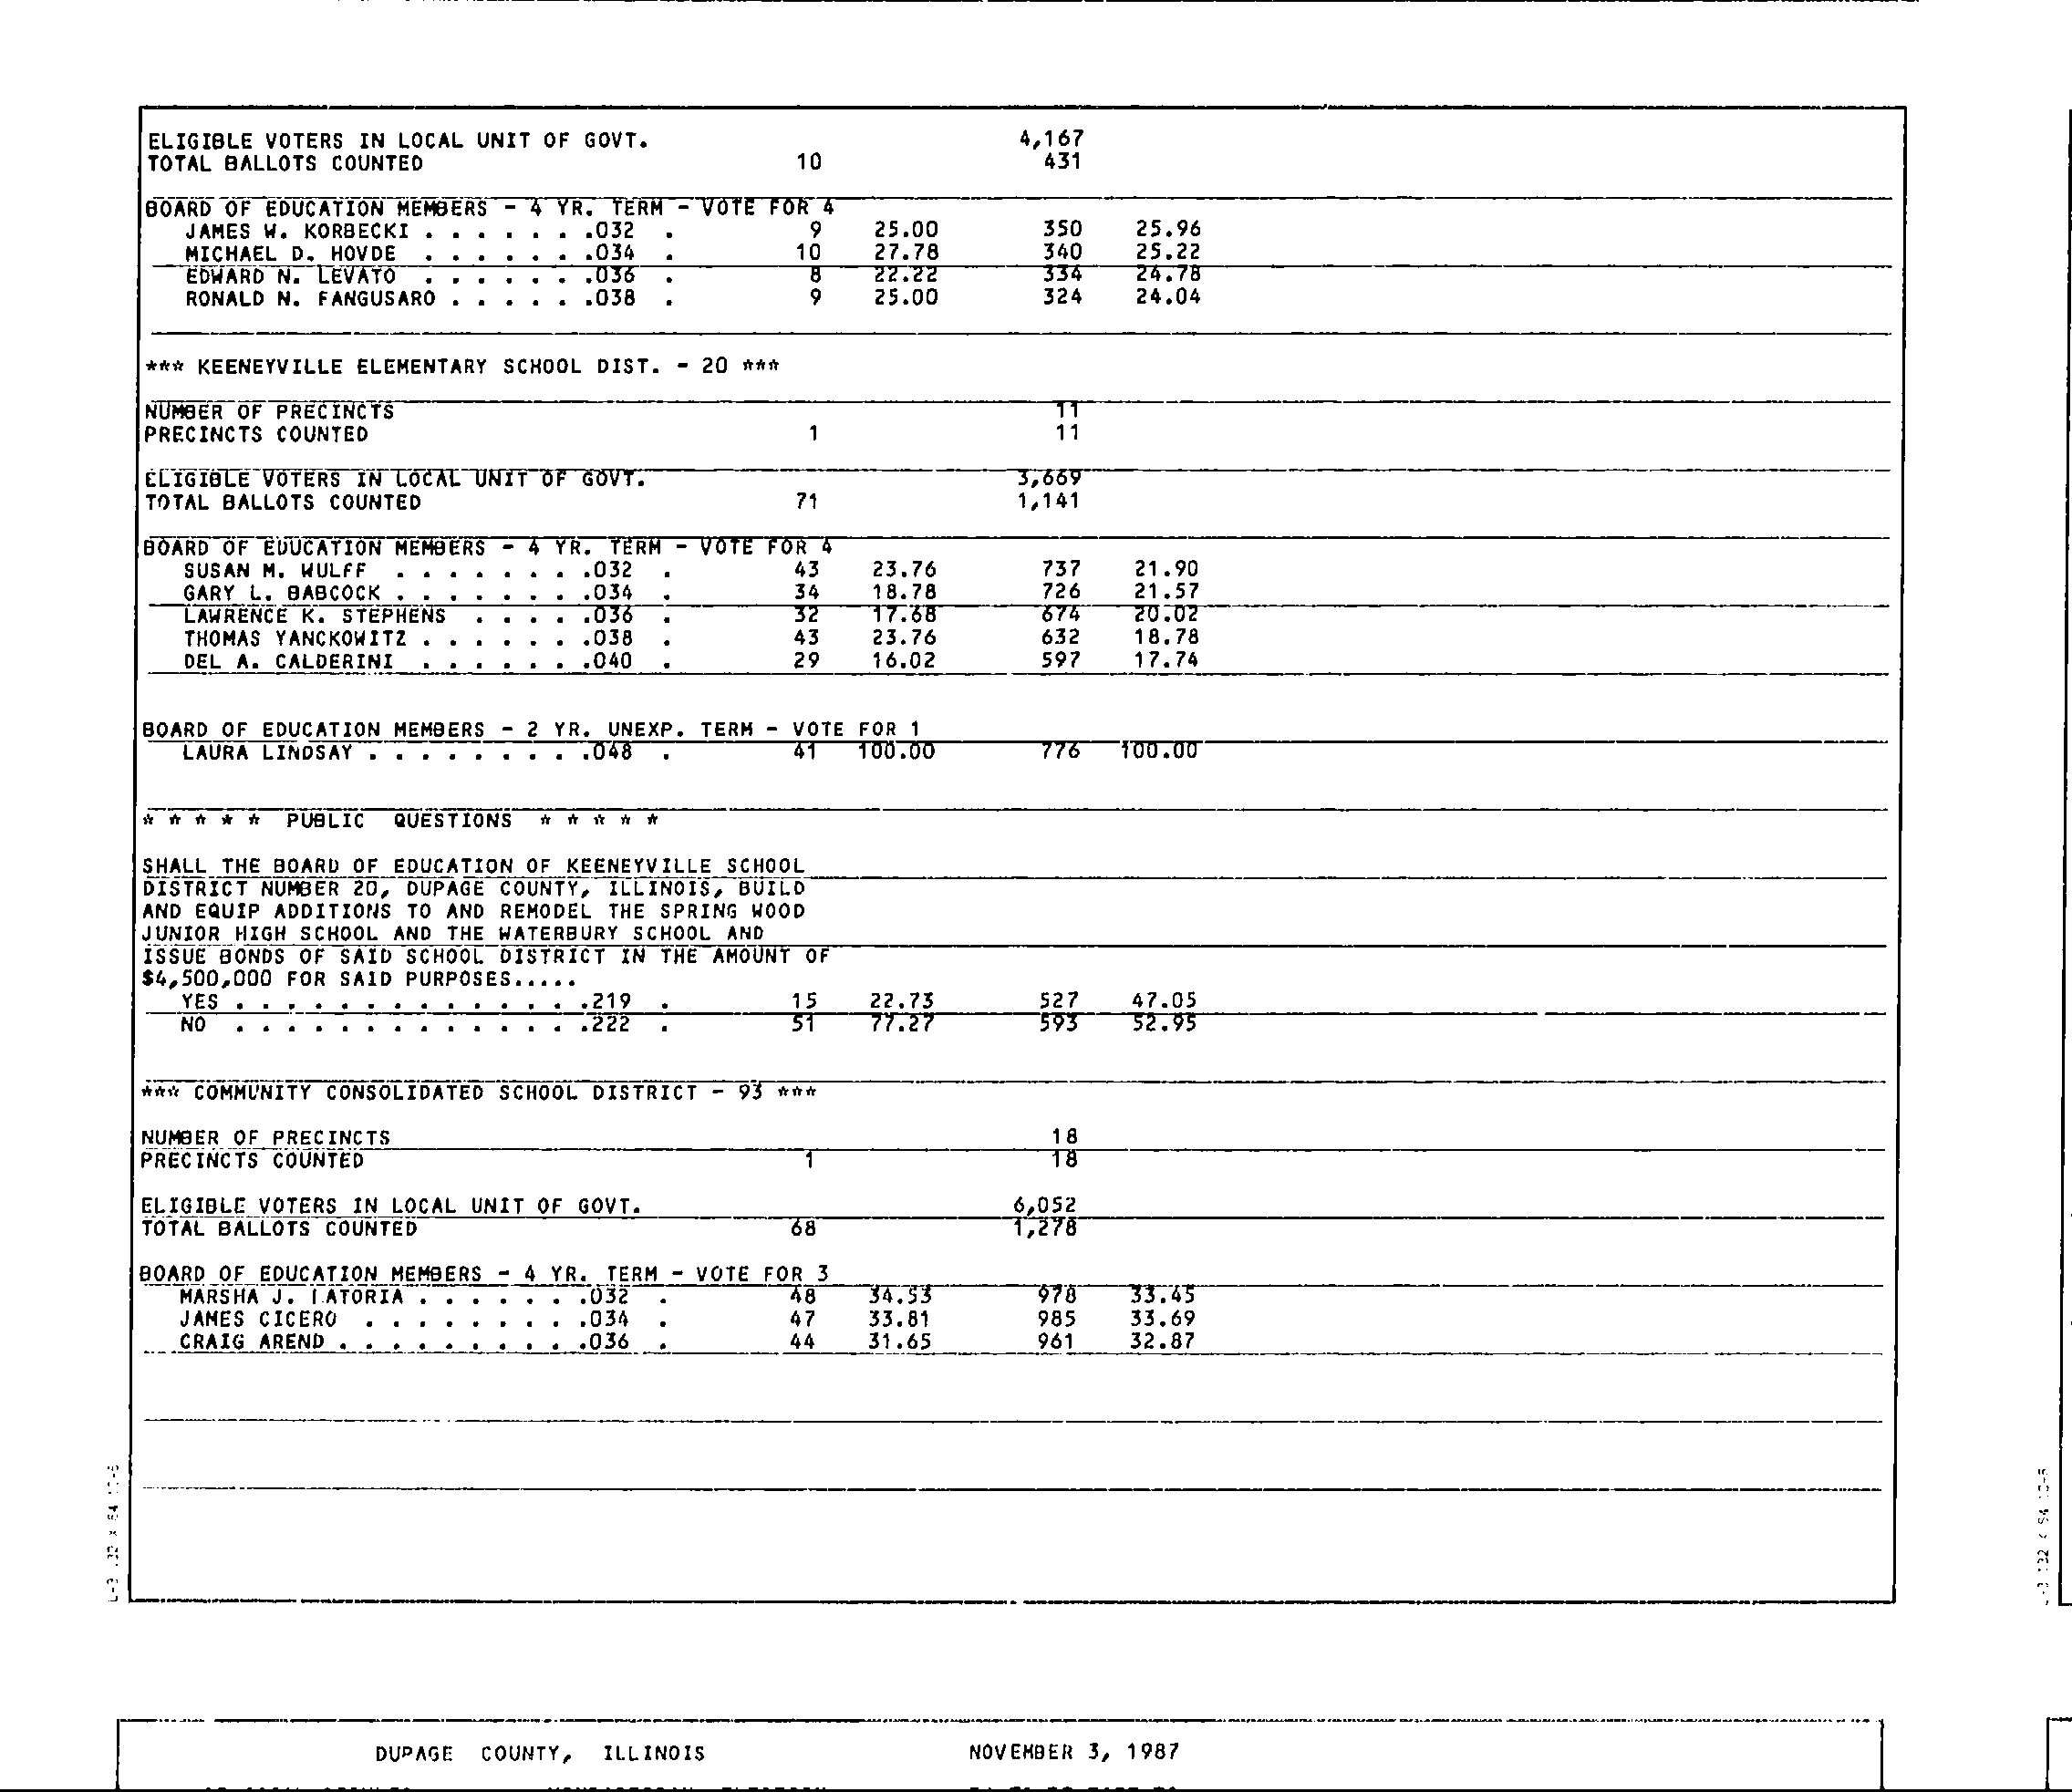 ELIGIBLE VOTERS IN LOCAL UNIT OF GOVT. 4,167
TOTAL BALLOTS COUNTED 10 431
BOARD OF EDUCATION MEMBERS - 4 YR. TERM - VOTE FOR 4
JAMES W. KORBECKI . . . . . . .032 . 9 25.00 350 25.96
MICHAEL D. HOVDE . . . . . . .034 . 10 27.78 340 25.22
EDWARD N. LEVATO . . . . . . .036 . 8 22.22 334 24.78
RONALD N. FANGUSARO . . . . . .038 . 9 25.00 324 24.04
*** KEENEYVILLE ELEMENTARY SCHOOL DIST. - 20 ***
NUMBER OF PRECINCTS 11
PRECINCTS COUNTED 1 11
ELIGIBLE VOTERS IN LOCAL UNIT OF GOVT. 3,669
TOTAL BALLOTS COUNTED 71 1,141
BOARD OF EDUCATION MEMBERS - 4 YR. TERM - VOTE FOR 4
SUSAN M. WULFF . . . . . . . .032 . 43 23.76 737 21.90
GARY L. BABCOCK . . . . . . . .034 . 34 18.78 726 21.57
LAWRENCE K. STEPHENS . . . . .036 . 32 17.68 674 20.02
THOMAS YANCKOWITZ . . . . . . .038 . 43 23.76 632 18.78
DEL A. CALDERINI . . . . . . .040 . 29 16.02 597 17.74
BOARD OF EDUCATION MEMBERS - 2 YR. UNEXP. TERM - VOTE FOR 1
LAURA LINDSAY . . . . . . . . .048 . 41 100.00 776 100.00
* * * * * PUBLIC QUESTIONS * * * * *
SHALL THE BOARD OF EDUCATION OF KEENEYVILLE SCHOOL
DISTRICT NUMBER 20, DUPAGE COUNTY, ILLINOIS, BUILD
AND EQUIP ADDITIONS TO AND REMODEL THE SPRING WOOD
JUNIOR HIGH SCHOOL AND THE WATERBURY SCHOOL AND
ISSUE BONDS OF SAID SCHOOL DISTRICT IN THE AMOUNT OF
$4,500,000 FOR SAID PURPOSES.....
YES . . . . . . . . . . . . . .219 . 15 22.73 527 47.05
NO . . . . . . . . . . . . . .222 . 51 77.27 593 52.95
*** COMMUNITY CONSOLIDATED SCHOOL DISTRICT - 93 ***
NUMBER OF PRECINCTS 18
PRECINCTS COUNTED 1 18
ELIGIBLE VOTERS IN LOCAL UNIT OF GOVT. 6,052
TOTAL BALLOTS COUNTED 68 1,278
BOARD OF EDUCATION MEMBERS - 4 YR. TERM - VOTE FOR 3
MARSHA J. LATORIA . . . . . . .032 . 48 34.53 978 33.45
JAMES CICERO . . . . . . . . .034 . 47 33.81 985 33.69
CRAIG AREND . . . . . . . . . .036 . 44 31.65 961 32.87
DUPAGE COUNTY, ILLINOIS NOVEMBER 3, 1987